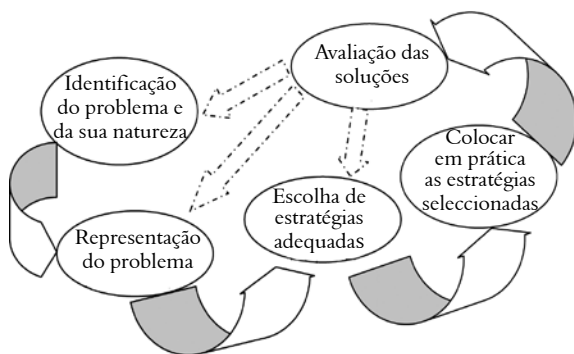 Identificação
do problema e
da sua natureza
Representação
do problema
Escolha de
estratégias
adequadas
Colocar
em prática
as estratégias
seleccionadas
Avaliação das
soluções